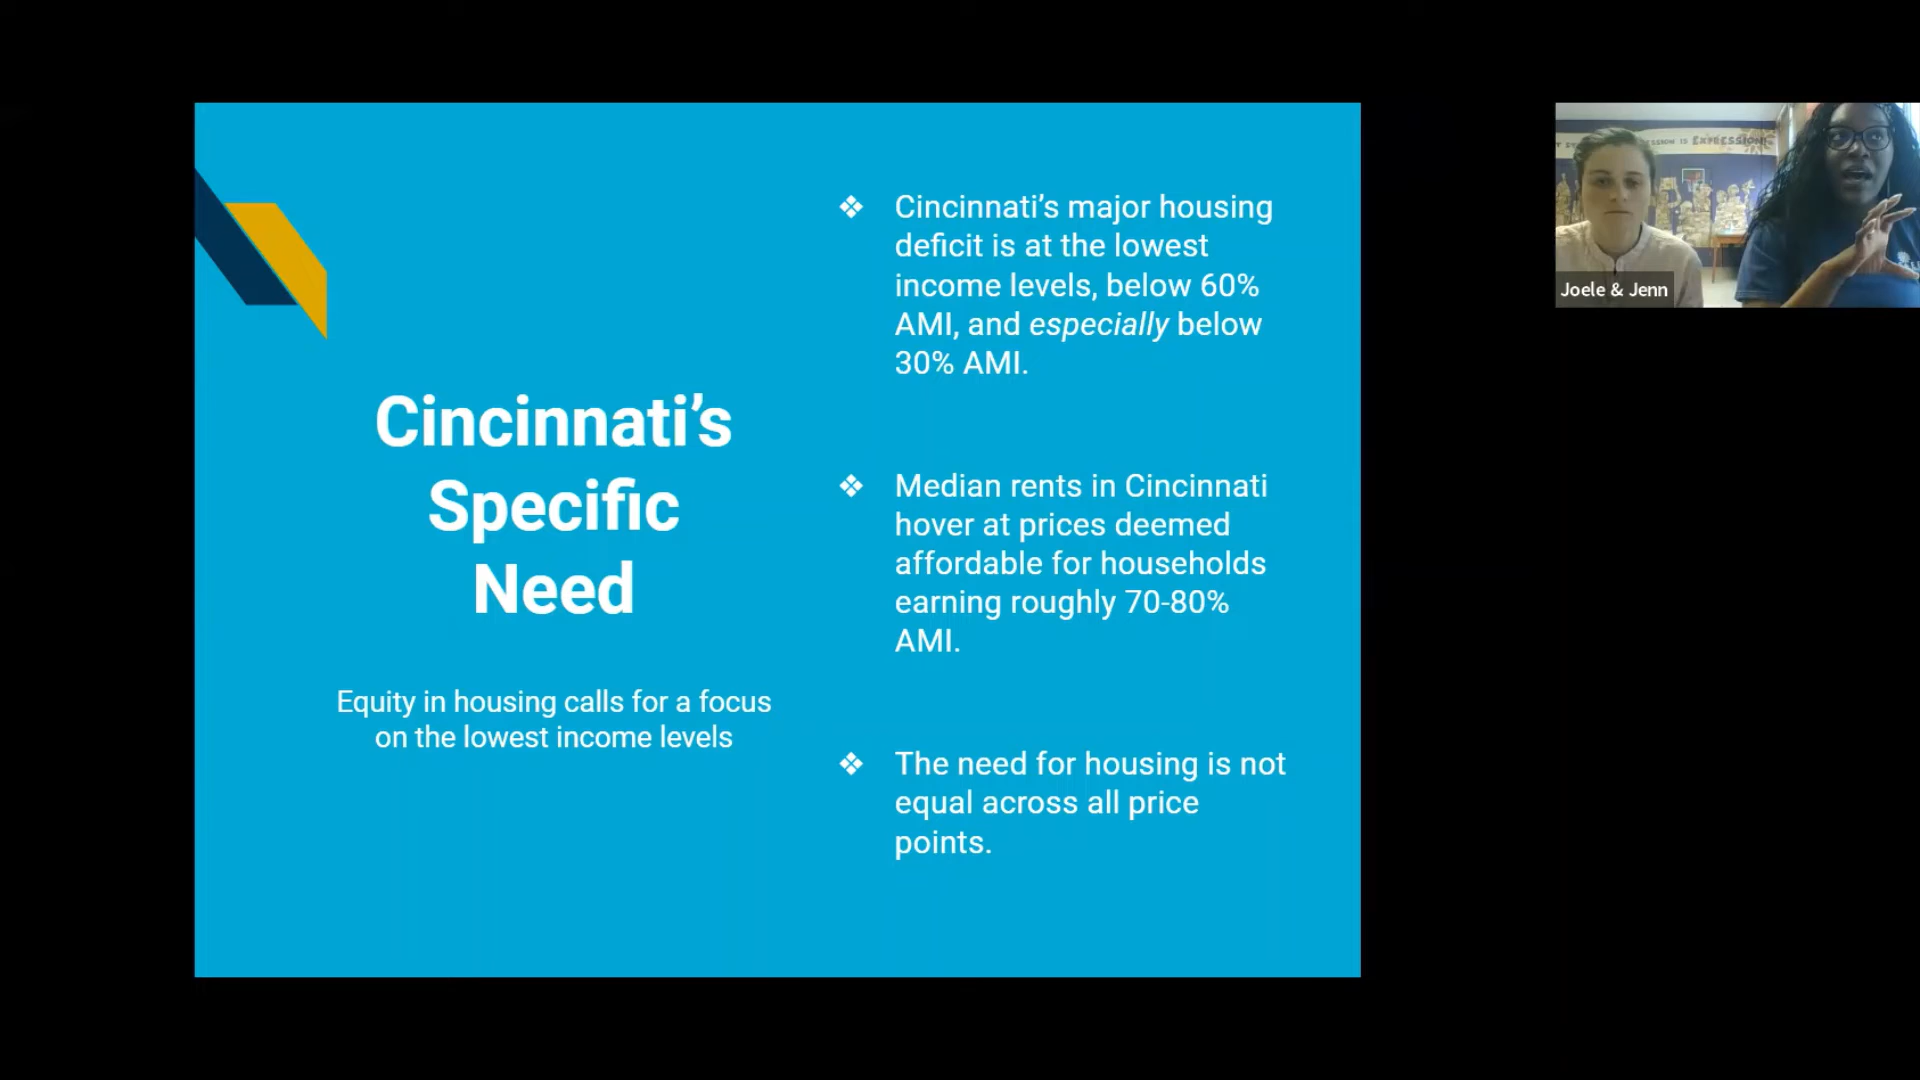 Cincinnati’s
Specific
Need
Equity in housing calls for a focus
on the lowest income levels
❖ Cincinnati’s major housing
deficit is at the lowest
income levels, below 60%
AMI, and especially below
30% AMI.
❖ Median rents in Cincinnati
hover at prices deemed
affordable for households
earning roughly 70-80%
AMI.
❖ The need for housing is not
equal across all price
points.
IS EXPRESSION
Joele & Jenn